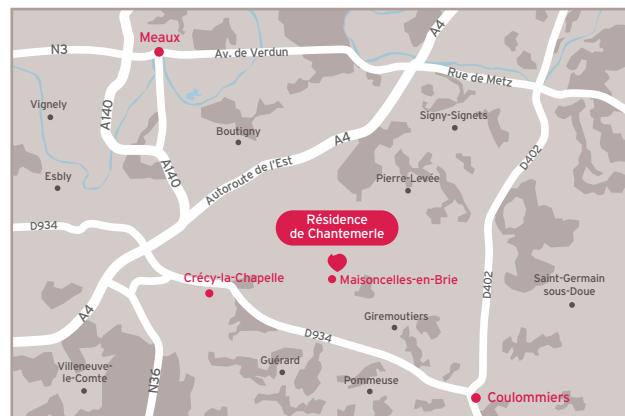 Meaux
A4
N3
Av. de Verdun
Rue de Metz
Vignely
A140
Boutigny
Signy-Signets
A4
D402
Autoroute de l'Est
Esbly
A140
Pierre-Levée
D934
Résidence
de Chantemerle
Crécy-la-Chapelle
Maisoncelles-en-Brie
D402
Saint-Germain
sous-Doue
A4
Giremoutiers
D934
Villeneuve-
le-Comte
N36
Guérard
Pommeuse
Coulommiers